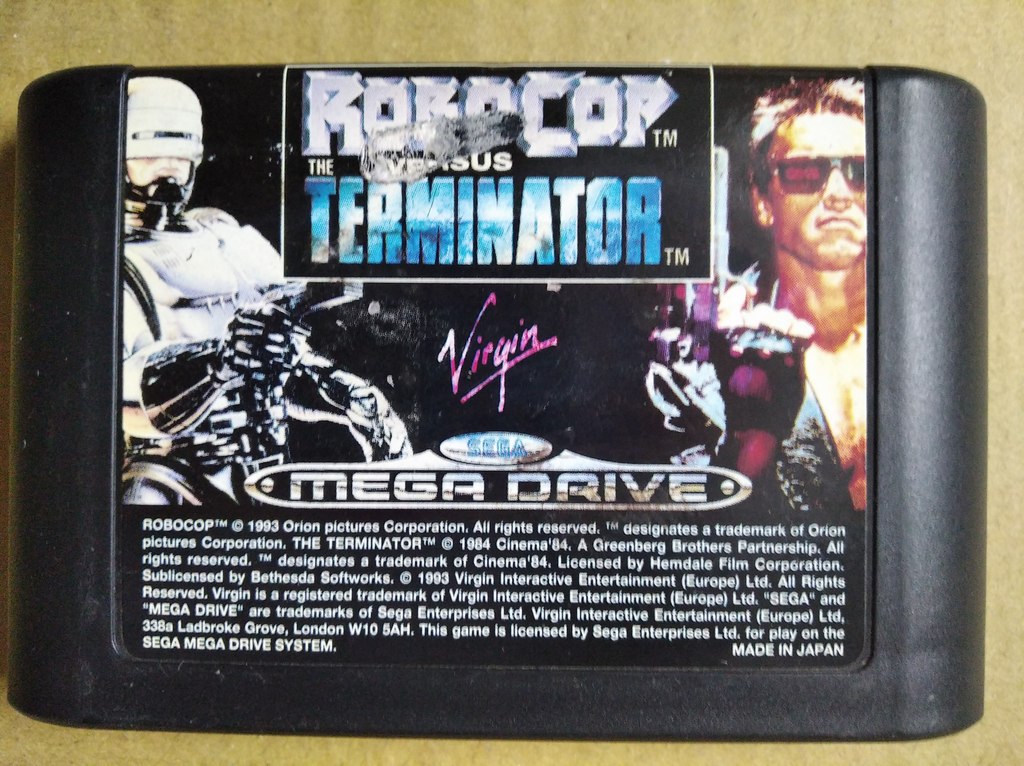 ROBOCOP™
THE VERSUS
TERMINATOR™
Virgin
SEGA
MEGA DRIVE
ROBOCOP™ © 1993 Orion pictures Corporation. All rights reserved. ™ designates a trademark of Orion
pictures Corporation. THE TERMINATOR™ © 1984 Cinema'84. A Greenberg Brothers Partnership. All
rights reserved. ™ designates a trademark of Cinema'84. Licensed by Hemdale Film Corporation.
Sublicensed by Bethesda Softworks. © 1993 Virgin Interactive Entertainment (Europe) Ltd. All Rights
Reserved. Virgin is a registered trademark of Virgin Interactive Entertainment (Europe) Ltd. "SEGA" and
"MEGA DRIVE" are trademarks of Sega Enterprises Ltd. Virgin Interactive Entertainment (Europe) Ltd,
338a Ladbroke Grove, London W10 5AH. This game is licensed by Sega Enterprises Ltd. for play on the
SEGA MEGA DRIVE SYSTEM. MADE IN JAPAN